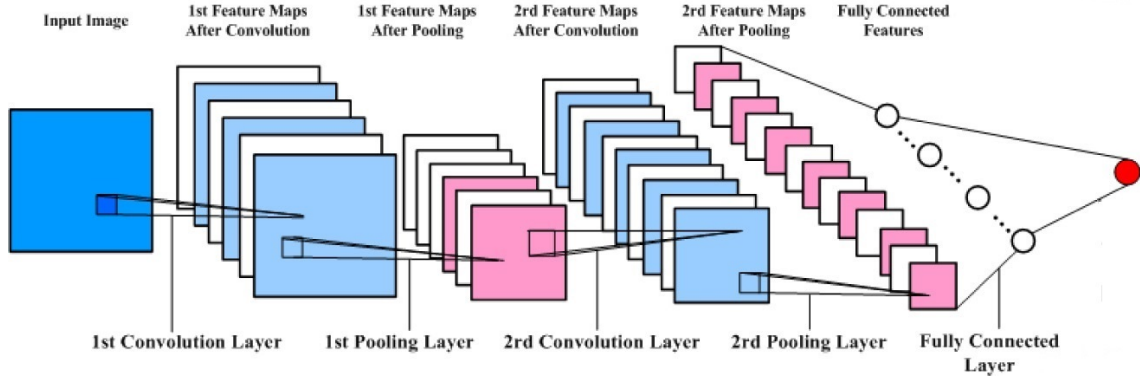 Input Image
1st Feature Maps
After Convolution
1st Feature Maps
After Pooling
2rd Feature Maps
After Convolution
2rd Feature Maps
After Pooling
Fully Connected
Features
1st Convolution Layer
1st Pooling Layer
2rd Convolution Layer
2rd Pooling Layer
Fully Connected
Layer